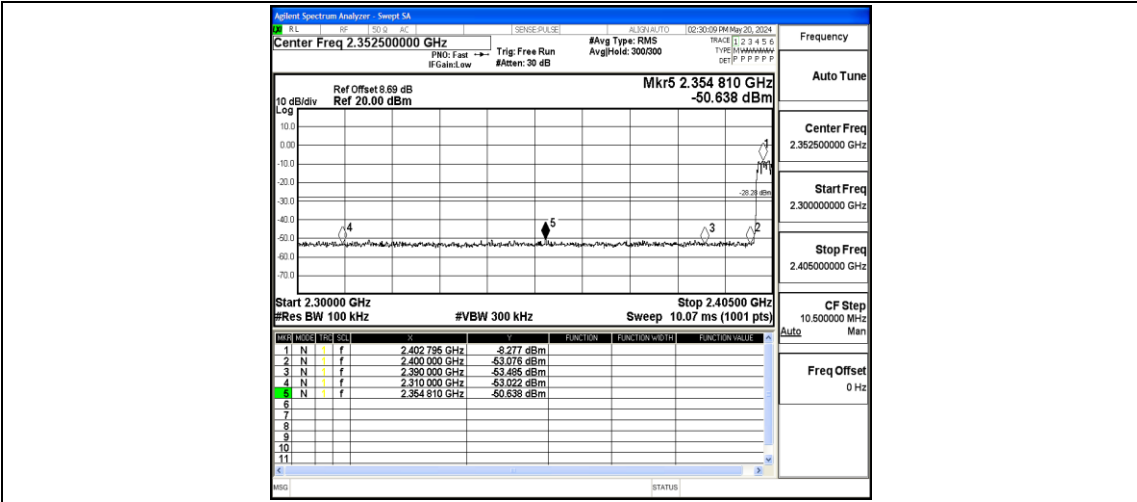 Agilent Spectrum Analyzer - Swept SA
RL RF 50 Ω AC SENSE:PULSE ALIGN AUTO 02:30:09 PM May 20, 2024
Center Freq 2.352500000 GHz #Avg Type: RMS TRACE 1 2 3 4 5 6
PNO: Fast Trig: Free Run Avg|Hold: 300/300 TYPE M
IFGain:Low #Atten: 30 dB DET P P P P P P
Frequency
Auto Tune
Center Freq
2.352500000 GHz
Start Freq
2.300000000 GHz
Stop Freq
2.405000000 GHz
CF Step
10.500000 MHz
Auto Man
Freq Offset
0 Hz
Mkr5 2.354 810 GHz
Ref Offset 8.69 dB
10 dB/div Ref 20.00 dBm -50.638 dBm
Log
10.0
0.00
-10.0
-20.0
-30.0
-40.0
-50.0
-60.0
-70.0
1
-28.28 dBm
4
5
3
2
Start 2.30000 GHz Stop 2.40500 GHz
#Res BW 100 kHz #VBW 300 kHz Sweep 10.07 ms (1001 pts)
MKR MODE TRC SCL X Y FUNCTION FUNCTION WIDTH FUNCTION VALUE
1 N 1 f 2.402 795 GHz -8.277 dBm
2 N 1 f 2.400 000 GHz -53.076 dBm
3 N 1 f 2.390 000 GHz -53.485 dBm
4 N 1 f 2.310 000 GHz -53.022 dBm
5 N 1 f 2.354 810 GHz -50.638 dBm
6
7
8
9
10
11
MSG STATUS